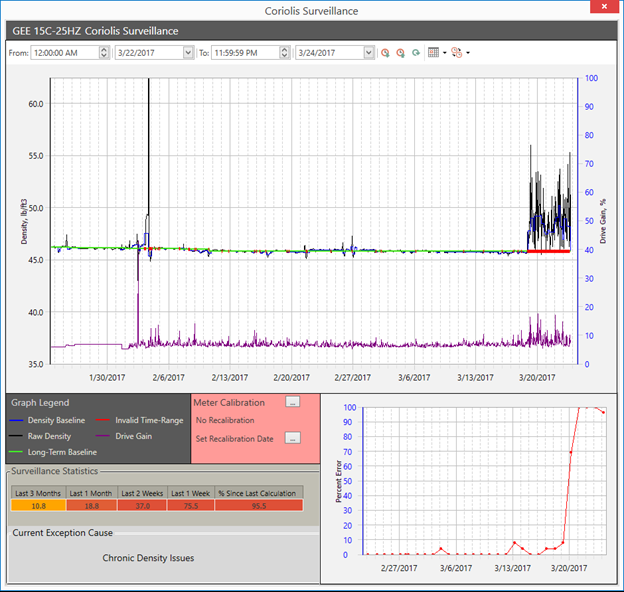 Coriolis Surveillance
GEE 15C-25HZ Coriolis Surveillance
From: 12:00:00 AM 3/22/2017 To: 11:59:59 PM 3/24/2017
Density, lb/ft3
60.0
55.0
50.0
45.0
40.0
35.0
100
90
80
70
60
50
40
30
20
10
0
Drive Gain, %
1/30/2017 2/6/2017 2/13/2017 2/20/2017 2/27/2017 3/6/2017 3/13/2017 3/20/2017
Graph Legend
Density Baseline Invalid Time-Range
Raw Density Drive Gain
Long-Term Baseline
Meter Calibration ...
No Recalibration
Set Recalibration Date ...
Surveillance Statistics
Last 3 Months Last 1 Month Last 2 Weeks Last 1 Week % Since Last Calculation
10.8 18.8 37.0 75.5 95.5
Current Exception Cause
Chronic Density Issues
Percent Error
100
90
80
70
60
50
40
30
20
10
0
2/27/2017 3/6/2017 3/13/2017 3/20/2017